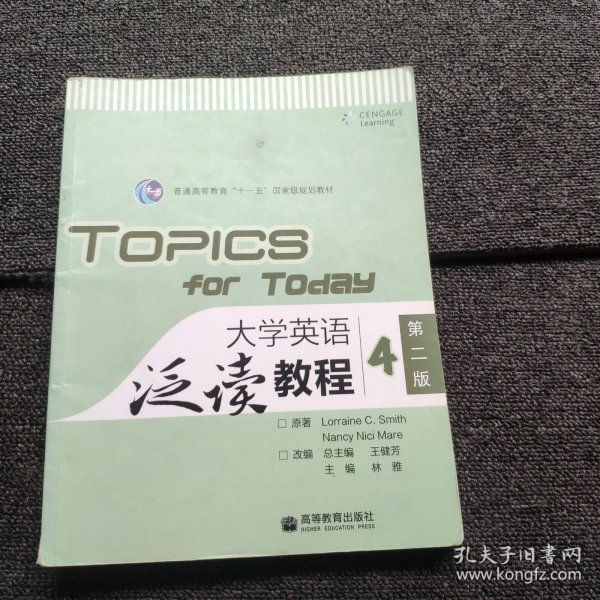 CENGAGE
Learning
十一五
普通高等教育“十一五”国家级规划教材
TOPICS
for Today
大学英语
泛读教程
4
第二版
□ 原著 Lorraine C. Smith
Nancy Nici Mare
□ 改编 总主编 王健芳
主编 林雅
高等教育出版社
HIGHER EDUCATION PRESS
孔夫子旧书网
www.kongfz.com